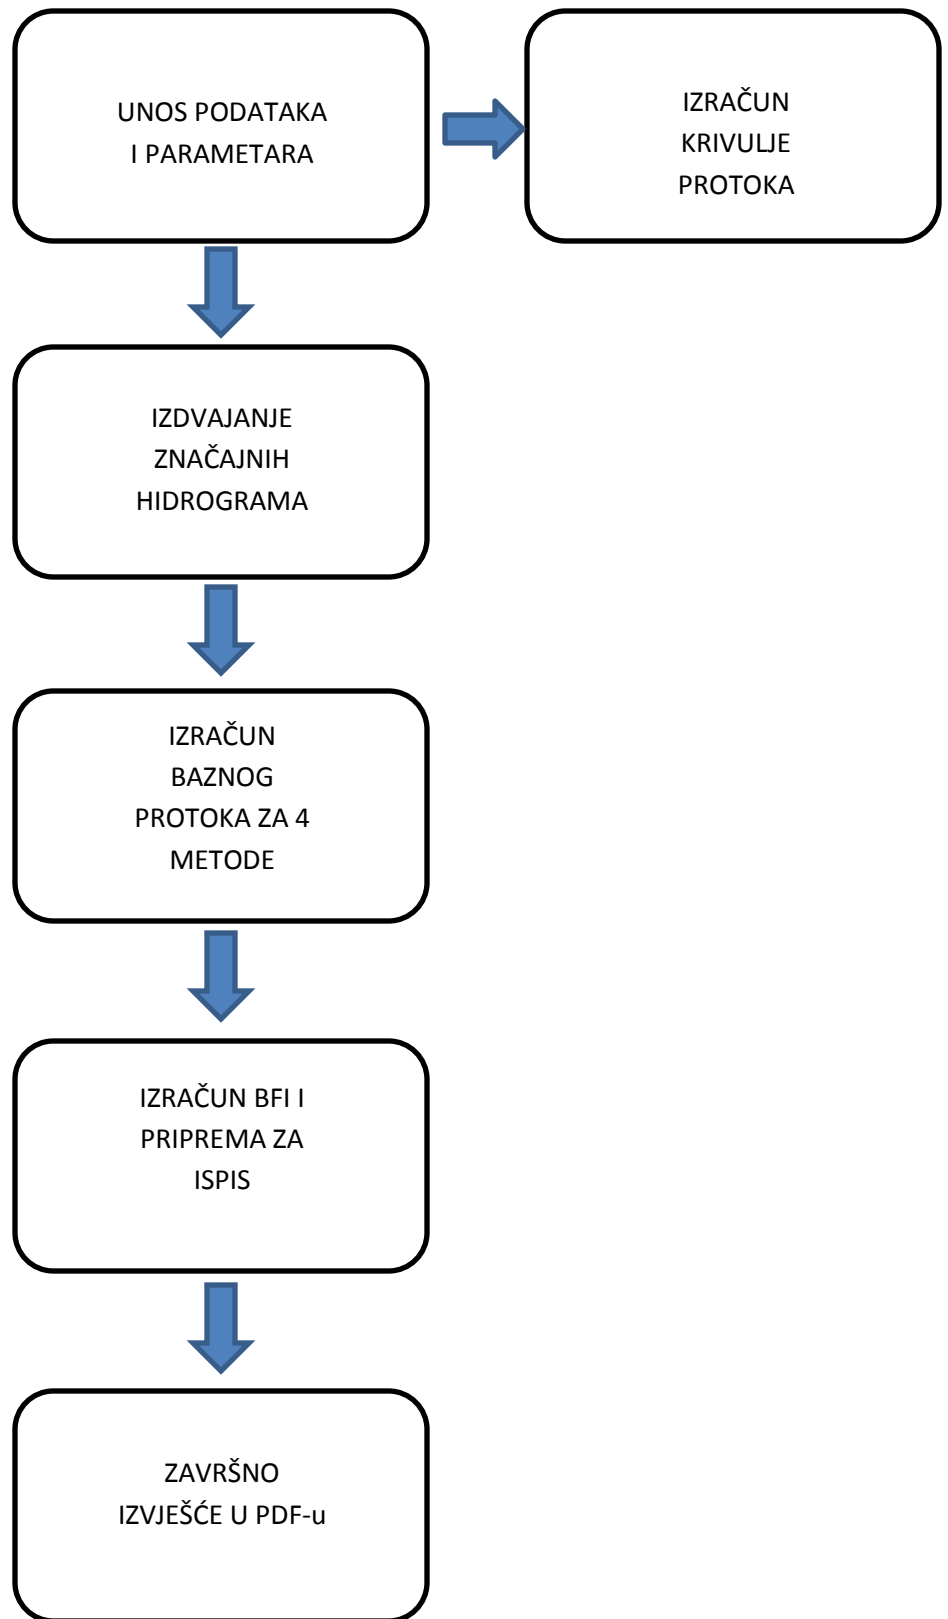 UNOS PODATAKA
I PARAMETARA
IZRAČUN
KRIVULJE
PROTOKA
IZDVAJANJE
ZNAČAJNIH
HIDROGRAMA
IZRAČUN
BAZNOG
PROTOKA ZA 4
METODE
IZRAČUN BFI I
PRIPREMA ZA
ISPIS
ZAVRŠNO
IZVJEŠĆE U PDF-u